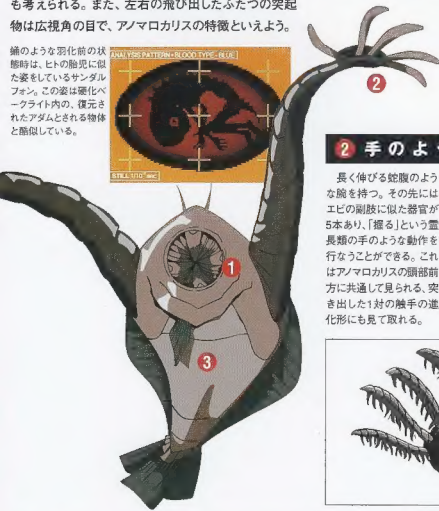 も考えられる。また、左右の飛び出したふたつの突起
物は広視角の目で、アノマロカリスの特徴といえよう。
蛹のような羽化前の状
態時は、ヒトの胎児に似
た姿をしているサンダル
フォン。この姿は硬化ベ
ークライト内の、復元さ
れたアダムとされる物体
と酷似している。
ANALYSIS PATTERN・BLOOD TYPE-BLUE
STILL 1/10⁷ sec
1
2
3
2 手のよう
長く伸びる蛇腹のよう
な腕を持つ。その先には
エビの副肢に似た器官が
5本あり、「掴る」という霊
長類の手のような動作を
行なうことができる。これ
はアノマロカリスの頭部前
方に共通して見られる、突
き出した1対の触手の進
化形にも見て取れる。